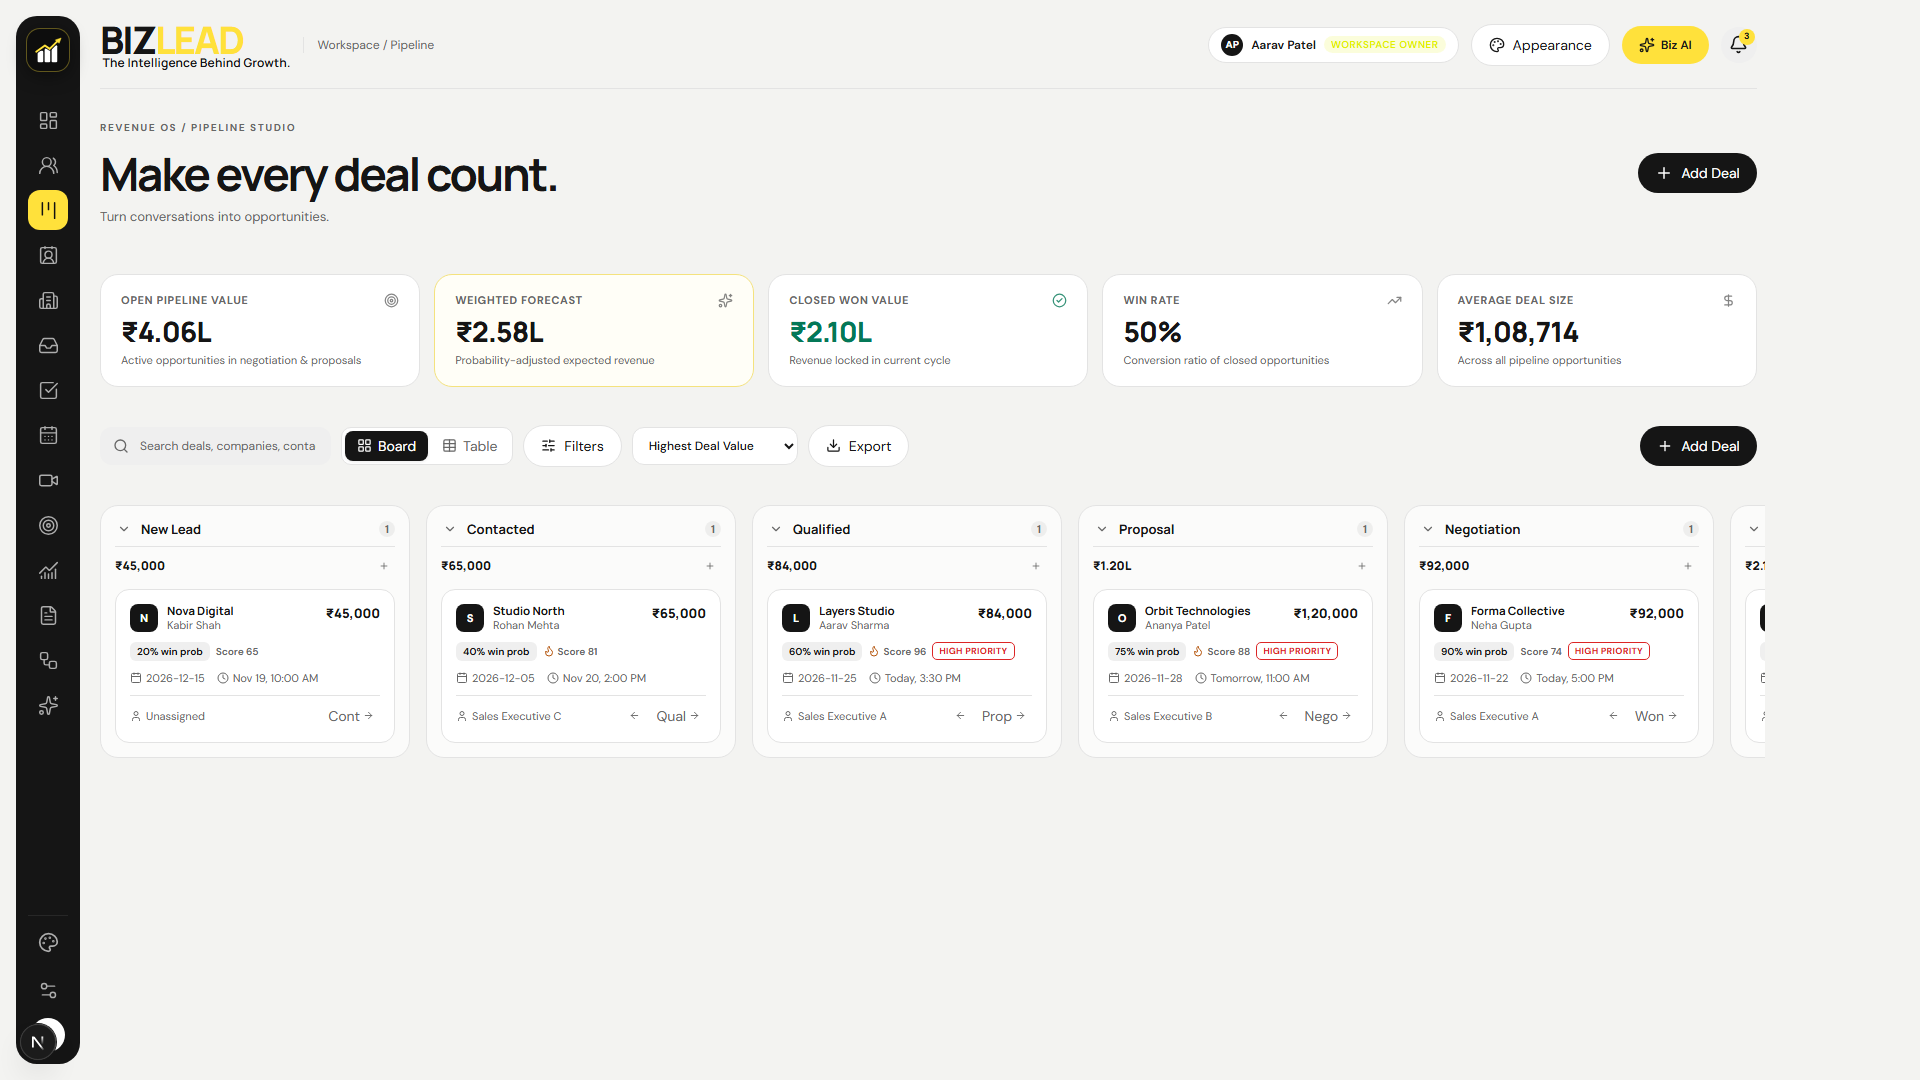 BIZLEAD
The Intelligence Behind Growth.
Workspace / Pipeline
AP Aarav Patel WORKSPACE OWNER
Appearance
Biz AI
3
REVENUE OS / PIPELINE STUDIO
Make every deal count.
Turn conversations into opportunities.
+ Add Deal
OPEN PIPELINE VALUE
₹4.06L
Active opportunities in negotiation & proposals
WEIGHTED FORECAST
₹2.58L
Probability-adjusted expected revenue
CLOSED WON VALUE
₹2.10L
Revenue locked in current cycle
WIN RATE
50%
Conversion ratio of closed opportunities
AVERAGE DEAL SIZE
₹1,08,714
Across all pipeline opportunities
Search deals, companies, conta
Board
Table
Filters
Highest Deal Value
Export
+ Add Deal
New Lead 1
₹45,000 +
N Nova Digital ₹45,000
Kabir Shah
20% win prob Score 65
2026-12-15 Nov 19, 10:00 AM
Unassigned Cont →
Contacted 1
₹65,000 +
S Studio North ₹65,000
Rohan Mehta
40% win prob Score 81
2026-12-05 Nov 20, 2:00 PM
Sales Executive C ← Qual →
Qualified 1
₹84,000 +
L Layers Studio ₹84,000
Aarav Sharma
60% win prob Score 96 HIGH PRIORITY
2026-11-25 Today, 3:30 PM
Sales Executive A ← Prop →
Proposal 1
₹1.20L +
O Orbit Technologies ₹1,20,000
Ananya Patel
75% win prob Score 88 HIGH PRIORITY
2026-11-28 Tomorrow, 11:00 AM
Sales Executive B ← Nego →
Negotiation 1
₹92,000 +
F Forma Collective ₹92,000
Neha Gupta
90% win prob Score 74 HIGH PRIORITY
2026-11-22 Today, 5:00 PM
Sales Executive A ← Won →
N